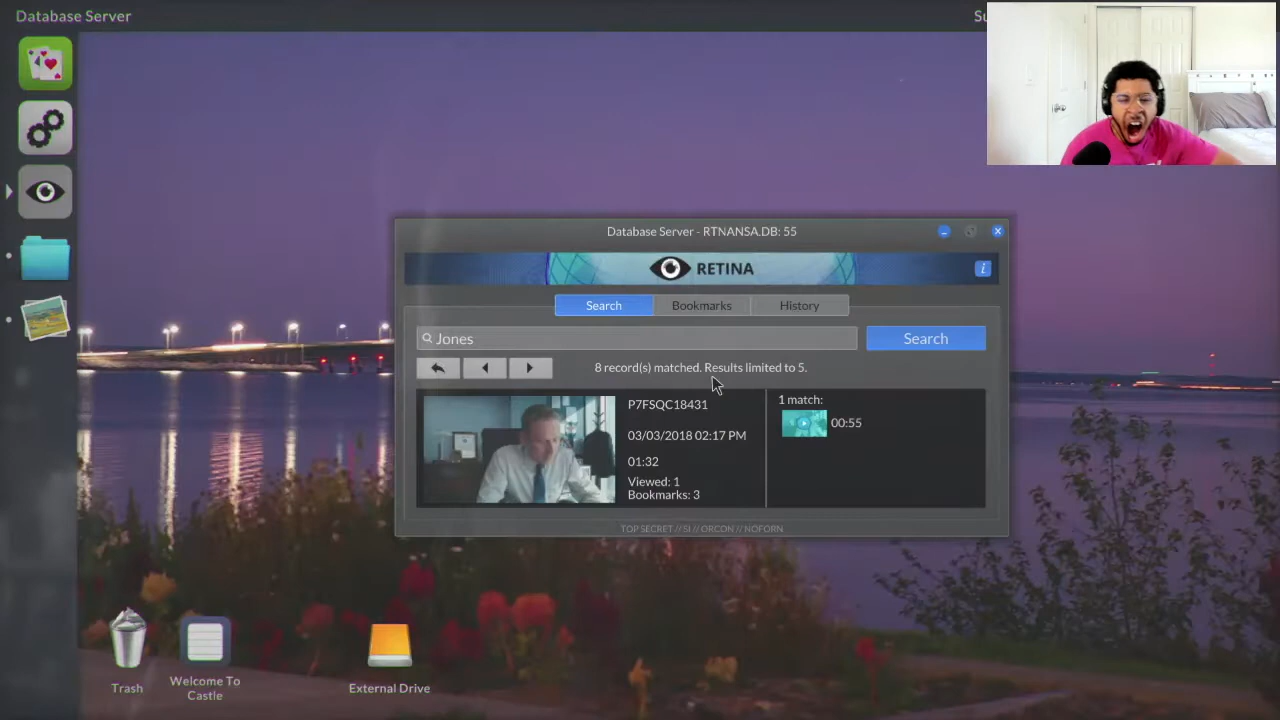 Database Server
Database Server - RTNANSA.DB: 55
RETINA
i
Search
Bookmarks
History
Jones
Search
8 record(s) matched. Results limited to 5.
P7FSQC18431
03/03/2018 02:17 PM
01:32
Viewed: 1
Bookmarks: 3
1 match:
00:55
TOP SECRET // SI // ORCON // NOFORN
Trash
Welcome To
Castle
External Drive